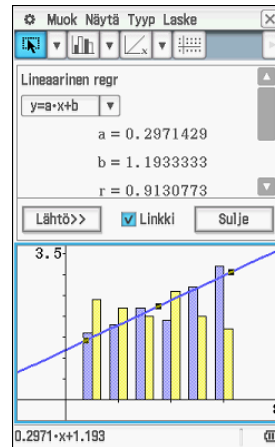 Muok Näytä Tyyp Laske
Lineaarinen regr
y=a·x+b
a = 0.2971429
b = 1.1933333
r = 0.9130773
Lähtö>> Linkki Sulje
3.5
0.2971·x+1.193